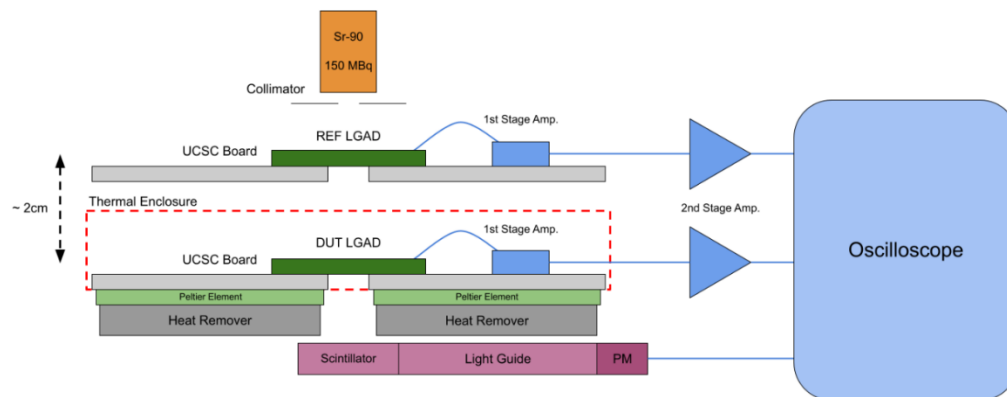 Sr-90
150 MBq
Collimator
1st Stage Amp.
REF LGAD
UCSC Board
~ 2cm
Thermal Enclosure
2nd Stage Amp.
1st Stage Amp.
DUT LGAD
UCSC Board
Oscilloscope
Peltier Element
Peltier Element
Heat Remover
Heat Remover
Scintillator
Light Guide
PM